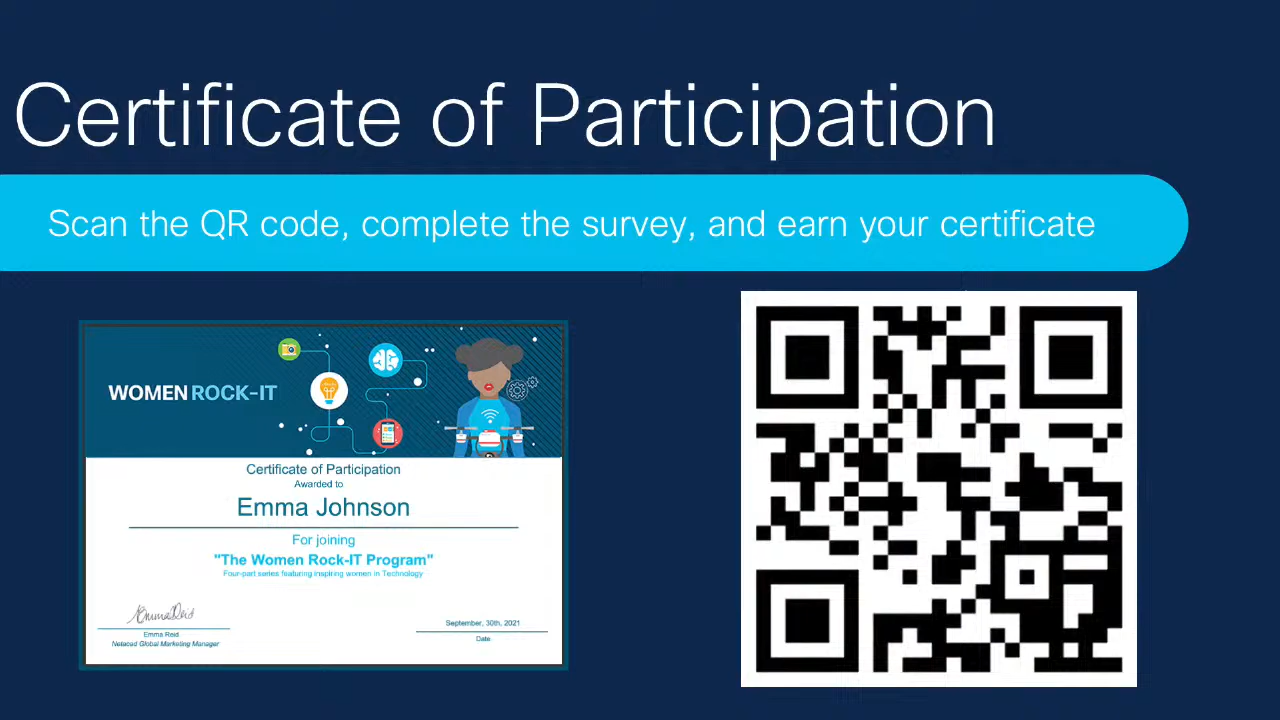 Certificate of Participation
Scan the QR code, complete the survey, and earn your certificate
WOMEN ROCK-IT
Certificate of Participation
Awarded to
Emma Johnson
For joining
"The Women Rock-IT Program"
Four-part series featuring inspiring women in Technology
Emma Reid
Emma Reid
Netacad Global Marketing Manager
September, 30th, 2021
Date